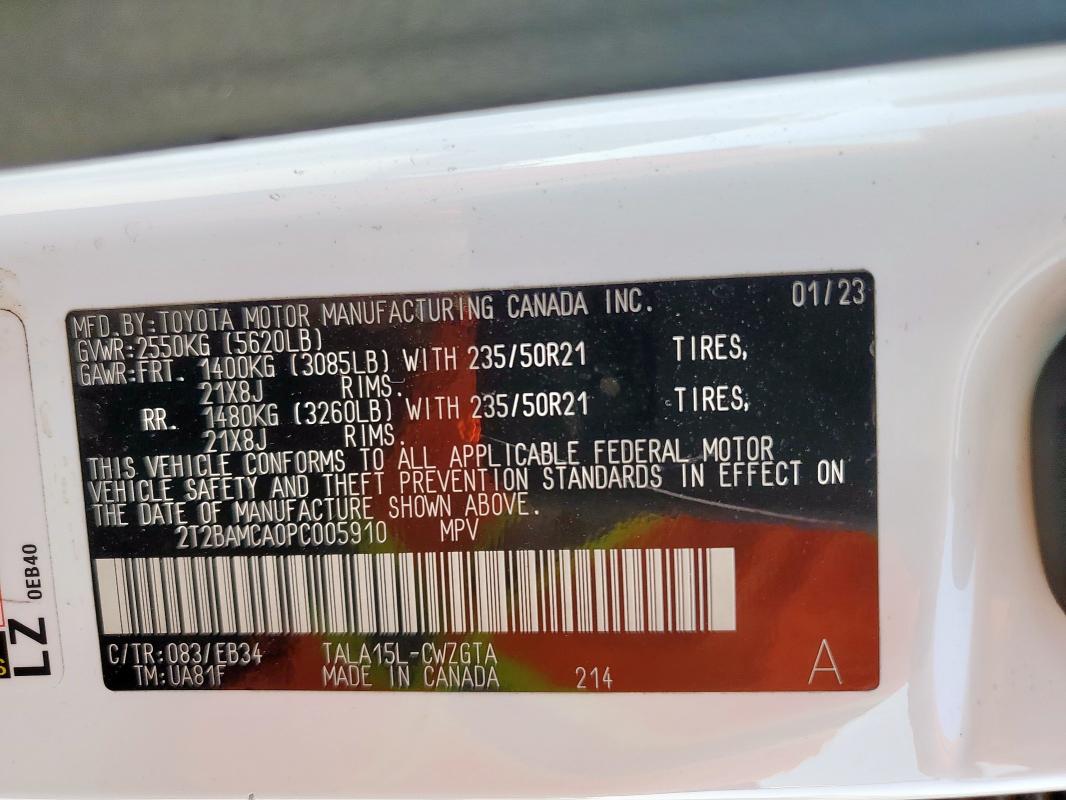 MFD.BY:TOYOTA MOTOR MANUFACTURING CANADA INC. 01/23
GVWR:2550KG (5620LB)
GAWR:FRT. 1400KG (3085LB) WITH 235/50R21 TIRES,
21X8J RIMS.
RR. 1480KG (3260LB) WITH 235/50R21 TIRES,
21X8J RIMS.
THIS VEHICLE CONFORMS TO ALL APPLICABLE FEDERAL MOTOR
VEHICLE SAFETY AND THEFT PREVENTION STANDARDS IN EFFECT ON
THE DATE OF MANUFACTURE SHOWN ABOVE.
2T2BAMCA0PC005910 MPV
C/TR:083/EB34 TALA15L-CWZGTA A
TM:UA81F MADE IN CANADA 214
LZ 0EB40